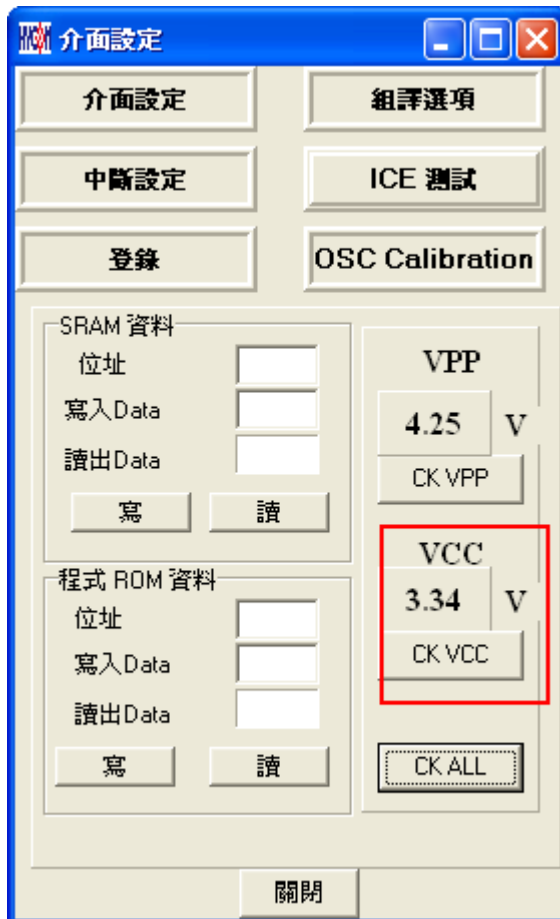 介面設定
介面設定
組譯選項
中斷設定
ICE 測試
登錄
OSC Calibration
SRAM 資料
位址
寫入Data
讀出Data
寫
讀
程式 ROM 資料
位址
寫入Data
讀出Data
寫
讀
VPP
4.25 V
CK VPP
VCC
3.34 V
CK VCC
CK ALL
關閉